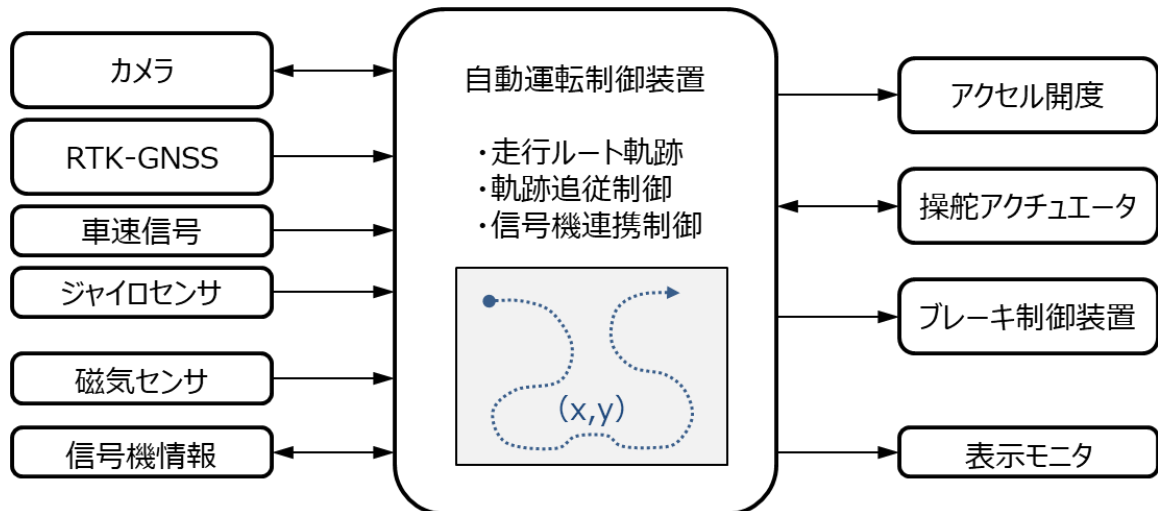 カメラ
RTK-GNSS
車速信号
ジャイロセンサ
磁気センサ
信号機情報
自動運転制御装置
・走行ルート軌跡
・軌跡追従制御
・信号機連携制御
(x,y)
アクセル開度
操舵アクチュエータ
ブレーキ制御装置
表示モニタ